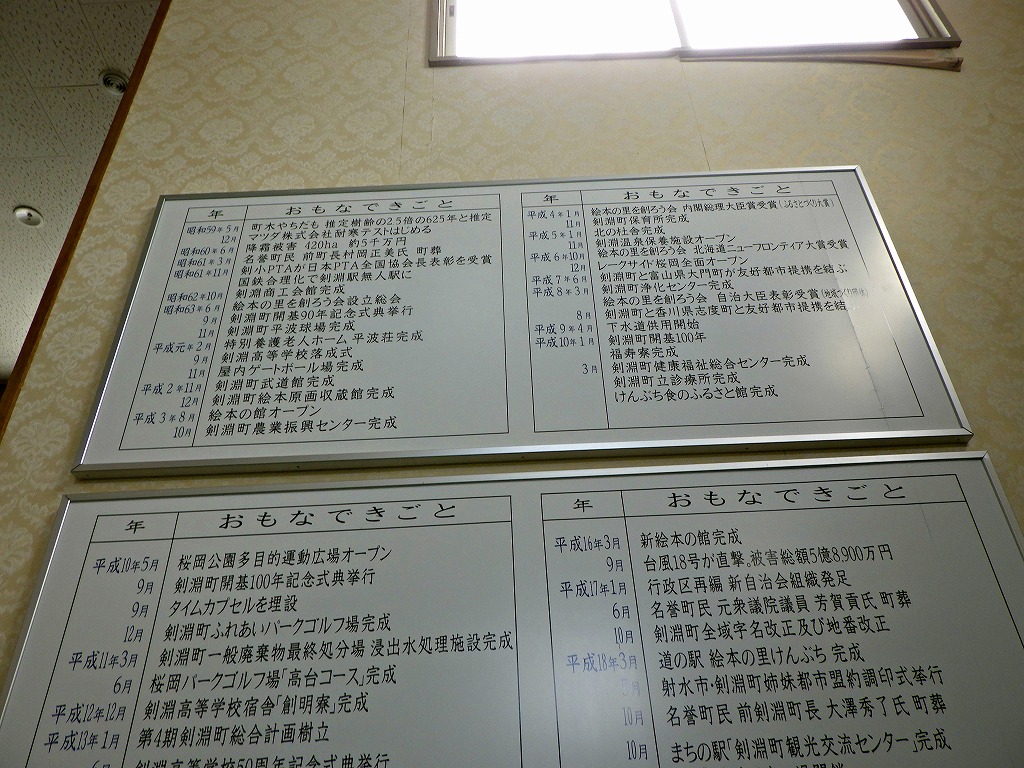 年 おもなできごと
昭和59年5月 町木やちだも 推定樹齢の2.5倍の625年と推定
12月 マツダ株式会社耐寒テストはじめる
昭和60年6月 降霜被害 420ha 約5千万円
昭和61年3月 名誉町民 前町長村岡正美氏 町葬
昭和61年11月 剣小PTAが日本PTA全国協会会長表彰を受賞
国鉄合理化で剣淵駅無人駅に
昭和62年10月 剣淵商工会館完成
昭和63年6月 絵本の里を創ろう会設立総会
9月 剣淵町開基90年記念式典挙行
11月 剣淵町平波球場完成
平成元年2月 特別養護老人ホーム 平波荘完成
9月 剣淵高等学校落成式
11月 屋内ゲートボール場完成
平成2年11月 剣淵町武道館完成
12月 剣淵町絵本原画収蔵館完成
平成3年8月 絵本の館オープン
10月 剣淵町農業振興センター完成
年 おもなできごと
平成4年1月 絵本の里を創ろう会 内閣総理大臣賞受賞(ふるさとづくり大賞)
11月 剣淵町保育所完成
平成5年1月 北の杜舎完成
11月 剣淵温泉保養施設オープン
平成6年10月 絵本の里を創ろう会 北海道ニューフロンティア大賞受賞
12月 レークサイド桜岡全面オープン
平成7年6月 剣淵町と富山県大門町が友好都市提携を結ぶ
平成8年3月 剣淵町浄化センター完成
絵本の里を創ろう会 自治大臣表彰受賞
8月 剣淵町と香川県志度町と友好都市提携を結
平成9年4月 下水道供用開始
平成10年1月 剣淵町開基100年
福寿寮完成
3月 剣淵町健康福祉総合センター完成
剣淵町立診療所完成
けんぶち食のふるさと館完成
年 おもなできごと
平成10年5月 桜岡公園多目的運動広場オープン
9月 剣淵町開基100年記念式典挙行
9月 タイムカプセルを埋設
12月 剣淵町ふれあいパークゴルフ場完成
平成11年3月 剣淵町一般廃棄物最終処分場 浸出水処理施設完成
6月 桜岡パークゴルフ場「高台コース」完成
平成12年12月 剣淵高等学校宿舎「創明寮」完成
平成13年1月 第4期剣淵町総合計画樹立
6月 剣淵高等学校50周年記念式典挙行
年 おもなできごと
平成16年3月 新絵本の館完成
9月 台風18号が直撃。被害総額5億8,900万円
平成17年1月 行政区再編 新自治会組織発足
6月 名誉町民 元衆議院議員 芳賀貢氏 町葬
10月 剣淵町全域字名改正及び地番改正
平成18年3月 道の駅 絵本の里けんぶち 完成
5月 射水市・剣淵町姉妹都市盟約調印式挙行
10月 名誉町民 前剣淵町長 大澤秀了氏 町葬
10月 まちの駅「剣淵町観光交流センター」完成